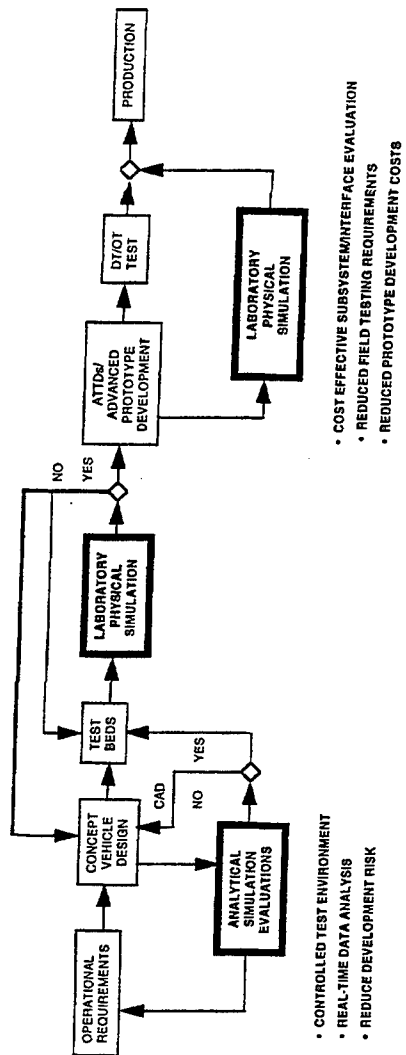 OPERATIONAL
REQUIREMENTS
CONCEPT
VEHICLE
DESIGN
TEST
BEDS
LABORATORY
PHYSICAL
SIMULATION
NO
YES
ATTDs/
ADVANCED
PROTOTYPE
DEVELOPMENT
DT/OT
TEST
PRODUCTION
CAD
NO
YES
ANALYTICAL
SIMULATION
EVALUATIONS
LABORATORY
PHYSICAL
SIMULATION
• CONTROLLED TEST ENVIRONMENT
• REAL-TIME DATA ANALYSIS
• REDUCE DEVELOPMENT RISK
• COST EFFECTIVE SUBSYSTEM/INTERFACE EVALUATION
• REDUCED FIELD TESTING REQUIREMENTS
• REDUCED PROTOTYPE DEVELOPMENT COSTS